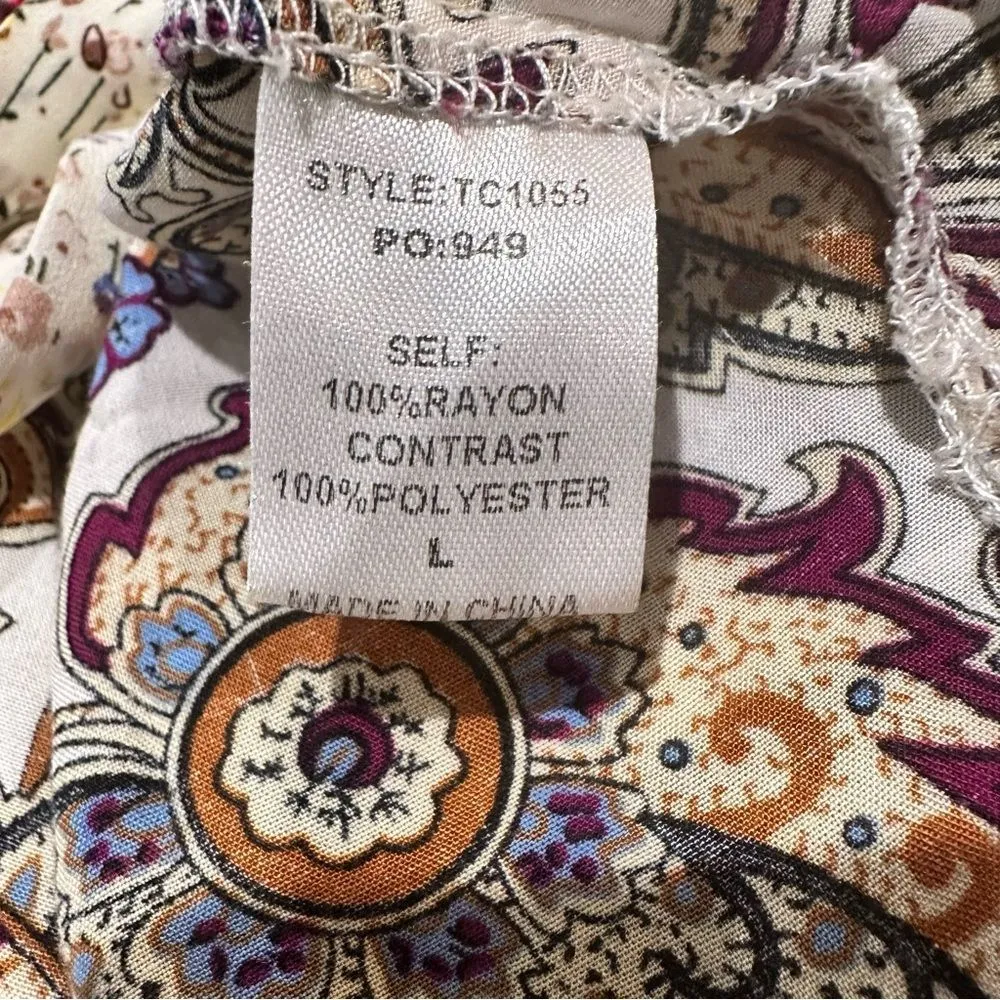 STYLE:TC1055
PO:949
SELF:
100%RAYON
CONTRAST
100%POLYESTER
L
MADE IN CHINA